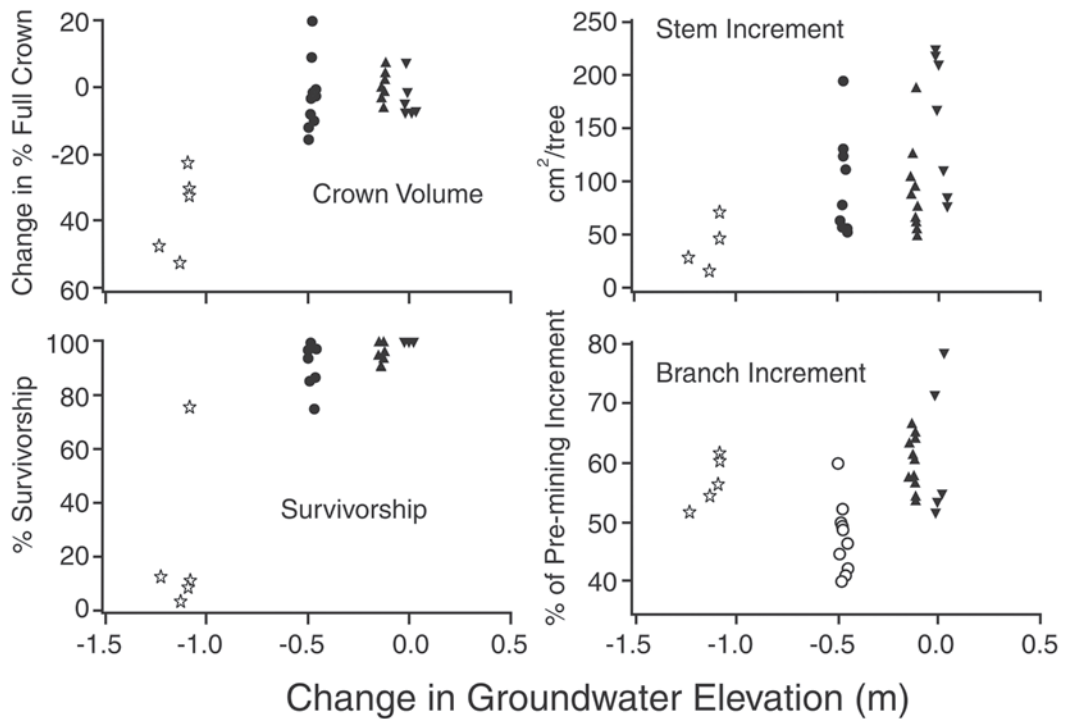 Change in % Full Crown
20
0
-20
40
60
Crown Volume
cm²/tree
250
200
150
100
50
0
Stem Increment
% Survivorship
100
80
60
40
20
0
Survivorship
% of Pre-mining Increment
80
70
60
50
40
Branch Increment
-1.5 -1.0 -0.5 0.0 0.5
-1.5 -1.0 -0.5 0.0 0.5
Change in Groundwater Elevation (m)